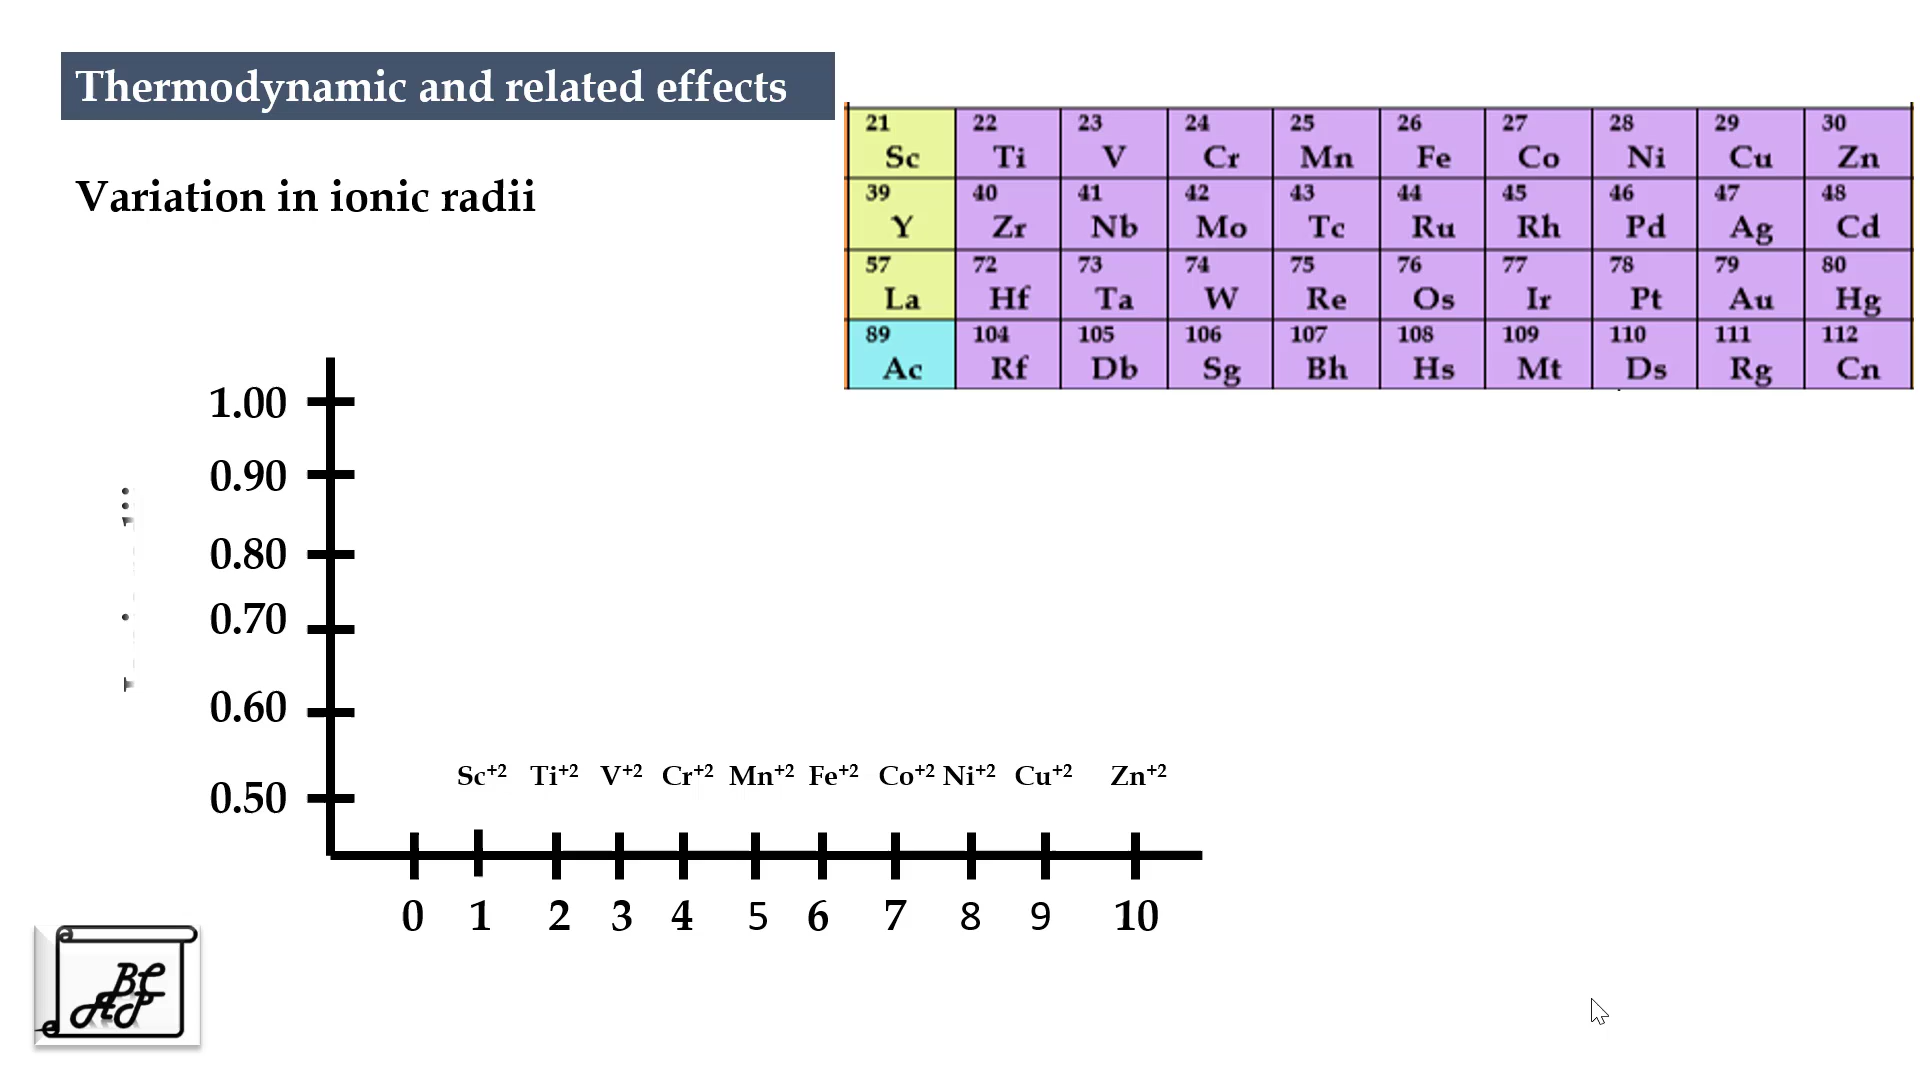 Thermodynamic and related effects
Variation in ionic radii
21 22 23 24 25 26 27 28 29 30
Sc Ti V Cr Mn Fe Co Ni Cu Zn
39 40 41 42 43 44 45 46 47 48
Y Zr Nb Mo Tc Ru Rh Pd Ag Cd
57 72 73 74 75 76 77 78 79 80
La Hf Ta W Re Os Ir Pt Au Hg
89 104 105 106 107 108 109 110 111 112
Ac Rf Db Sg Bh Hs Mt Ds Rg Cn
1.00
0.90
0.80
0.70
0.60
0.50
Sc⁺² Ti⁺² V⁺² Cr⁺² Mn⁺² Fe⁺² Co⁺² Ni⁺² Cu⁺² Zn⁺²
0 1 2 3 4 5 6 7 8 9 10